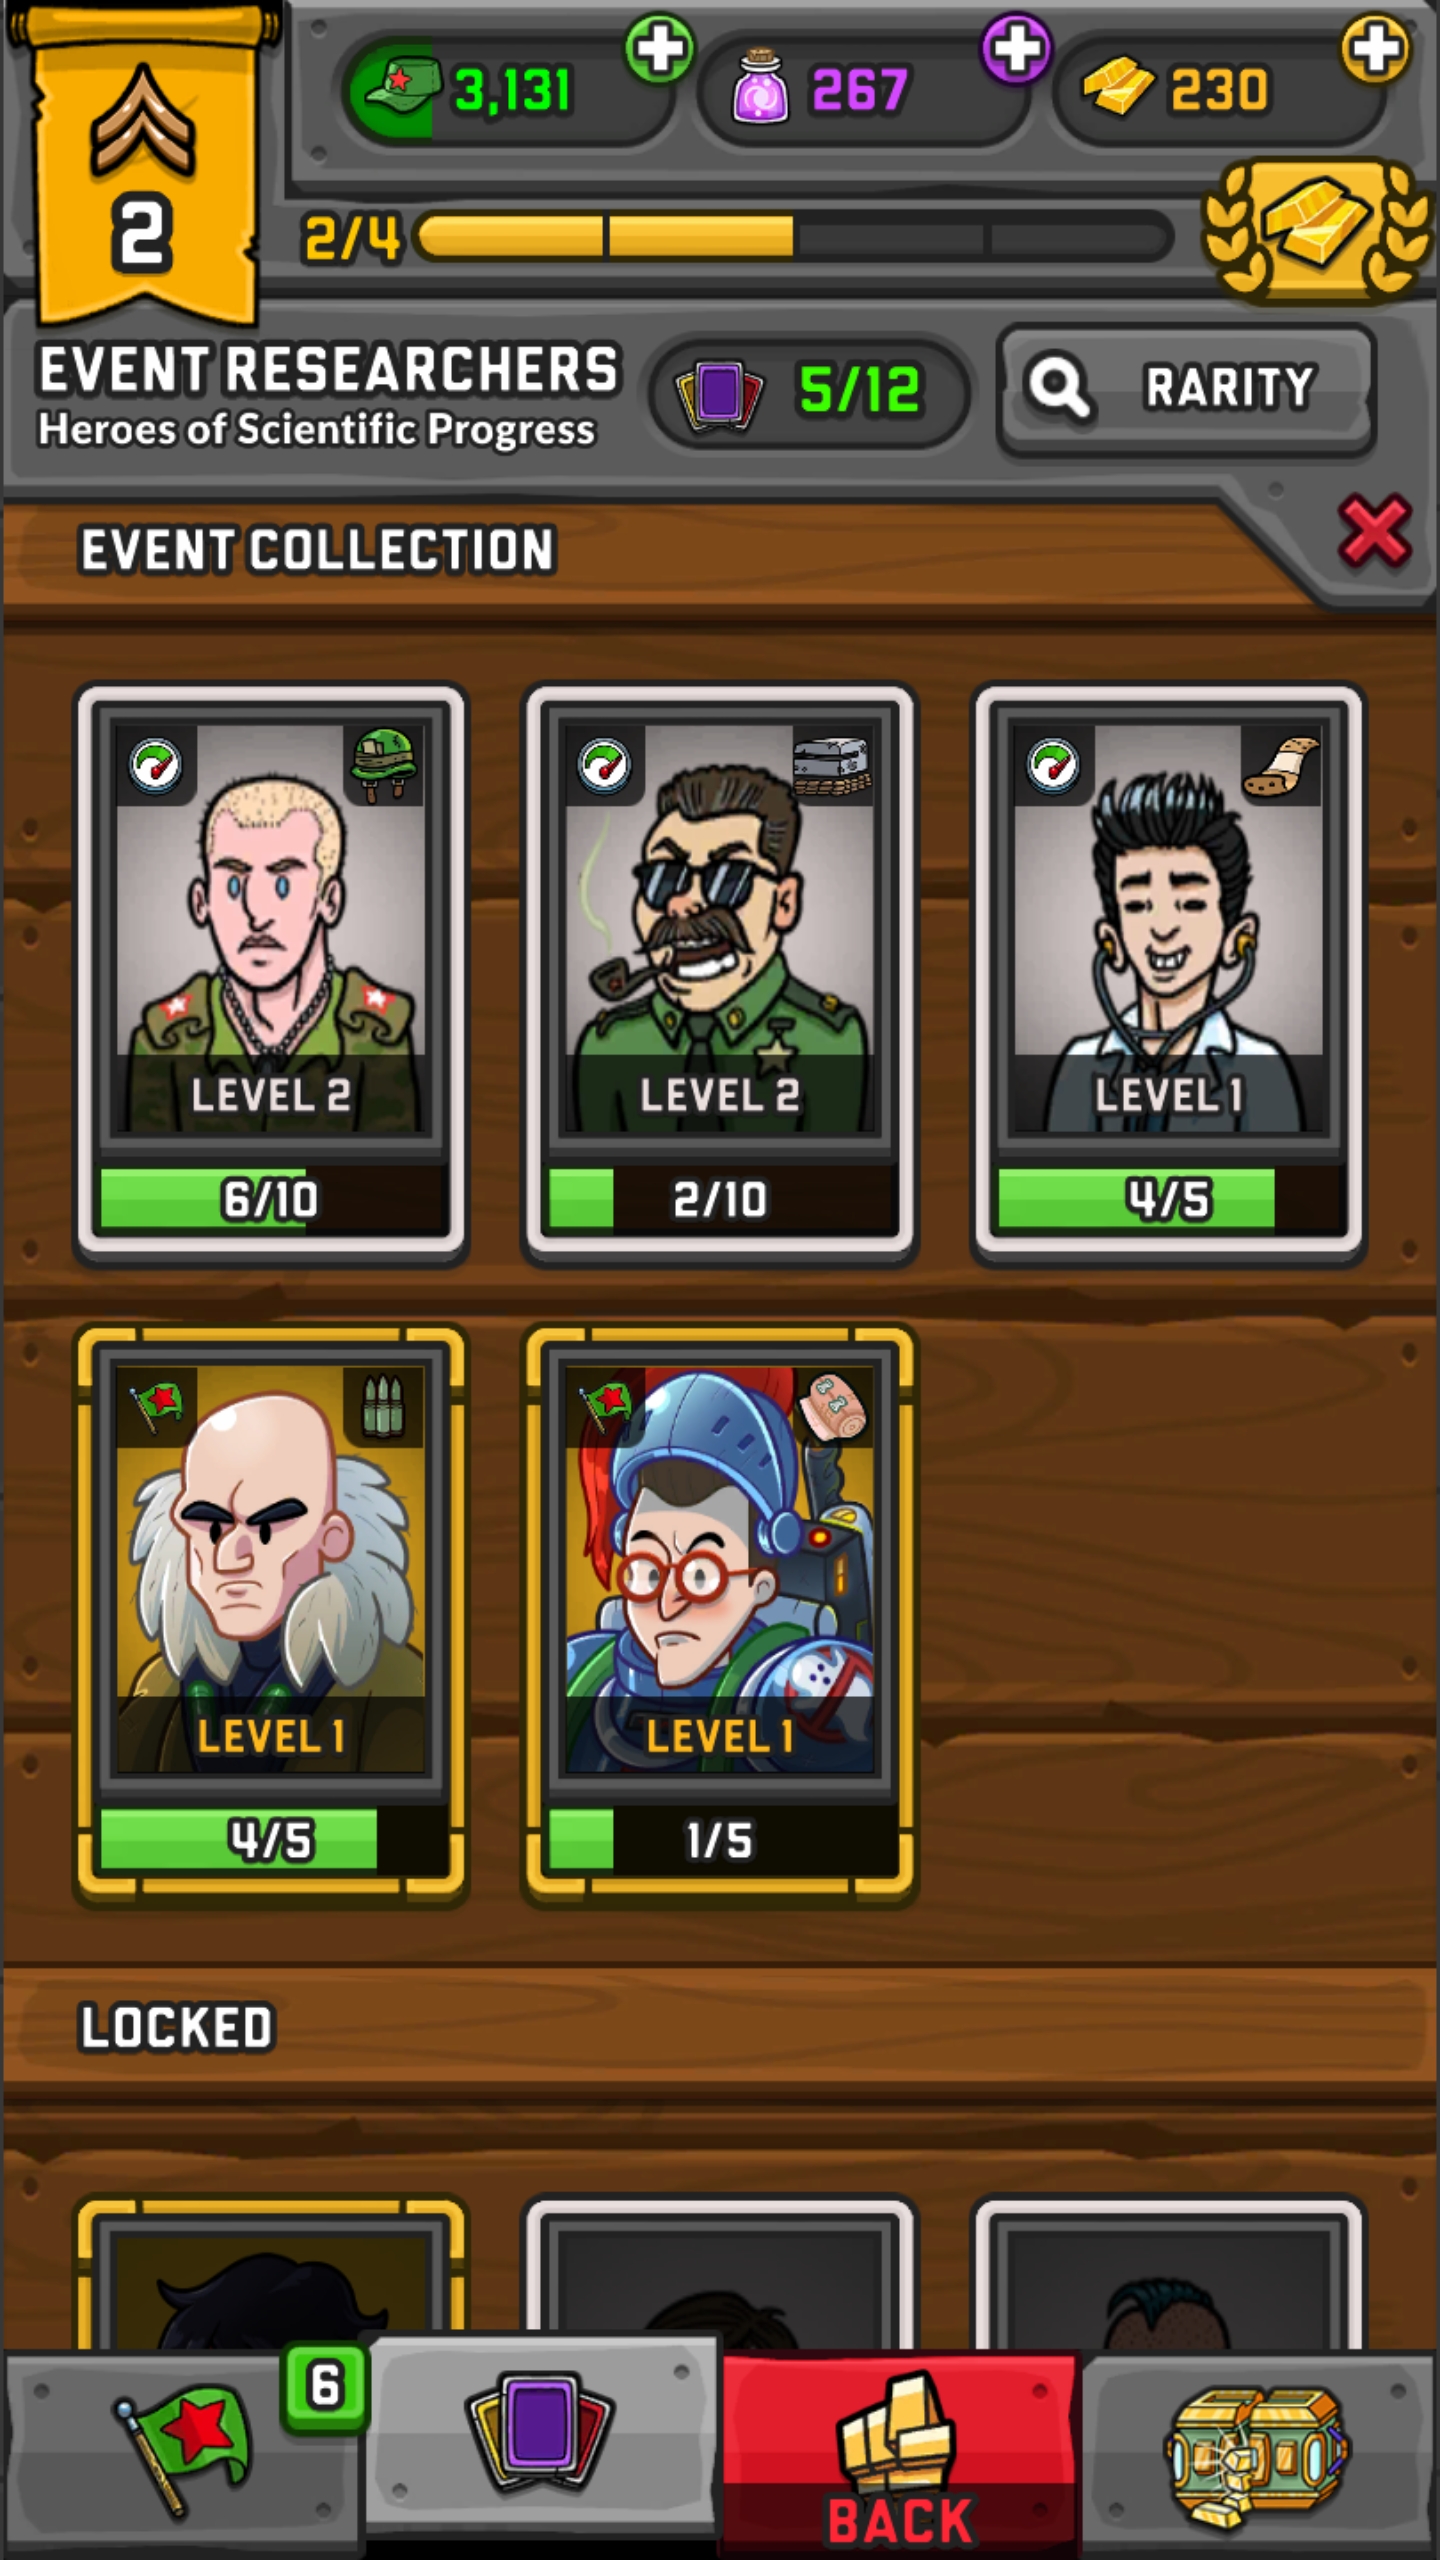 3,131
267
230
2
2/4
EVENT RESEARCHERS
Heroes of Scientific Progress
5/12
RARITY
EVENT COLLECTION
LEVEL 2
LEVEL 2
LEVEL 1
6/10
2/10
4/5
LEVEL 1
LEVEL 1
4/5
1/5
LOCKED
6
BACK